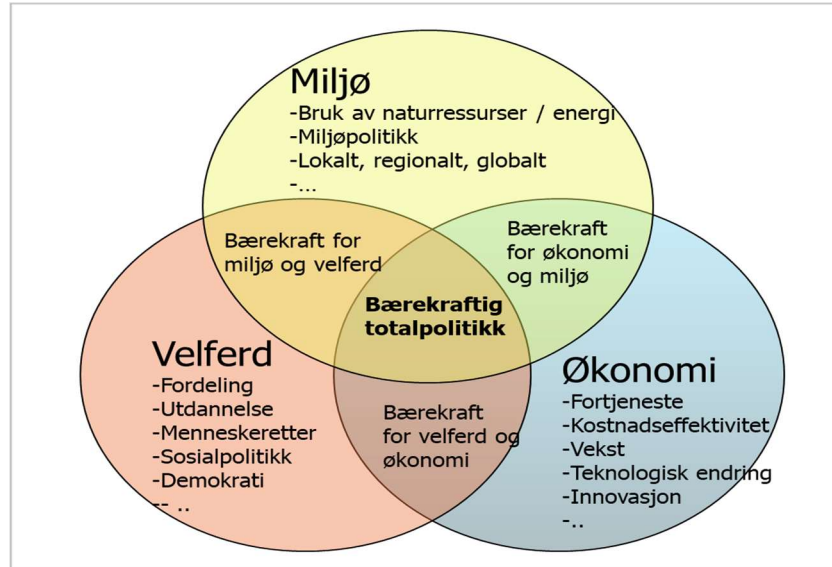 Miljø
-Bruk av naturressurser / energi
-Miljøpolitikk
-Lokalt, regionalt, globalt
-...
Bærekraft for
miljø og velferd
Bærekraft
for økonomi
og miljø
Bærekraftig
totalpolitikk
Velferd
-Fordeling
-Utdannelse
-Menneskeretter
-Sosialpolitikk
-Demokrati
-- ..
Bærekraft
for velferd og
økonomi
Økonomi
-Fortjeneste
-Kostnadseffektivitet
-Vekst
-Teknologisk endring
-Innovasjon
-..